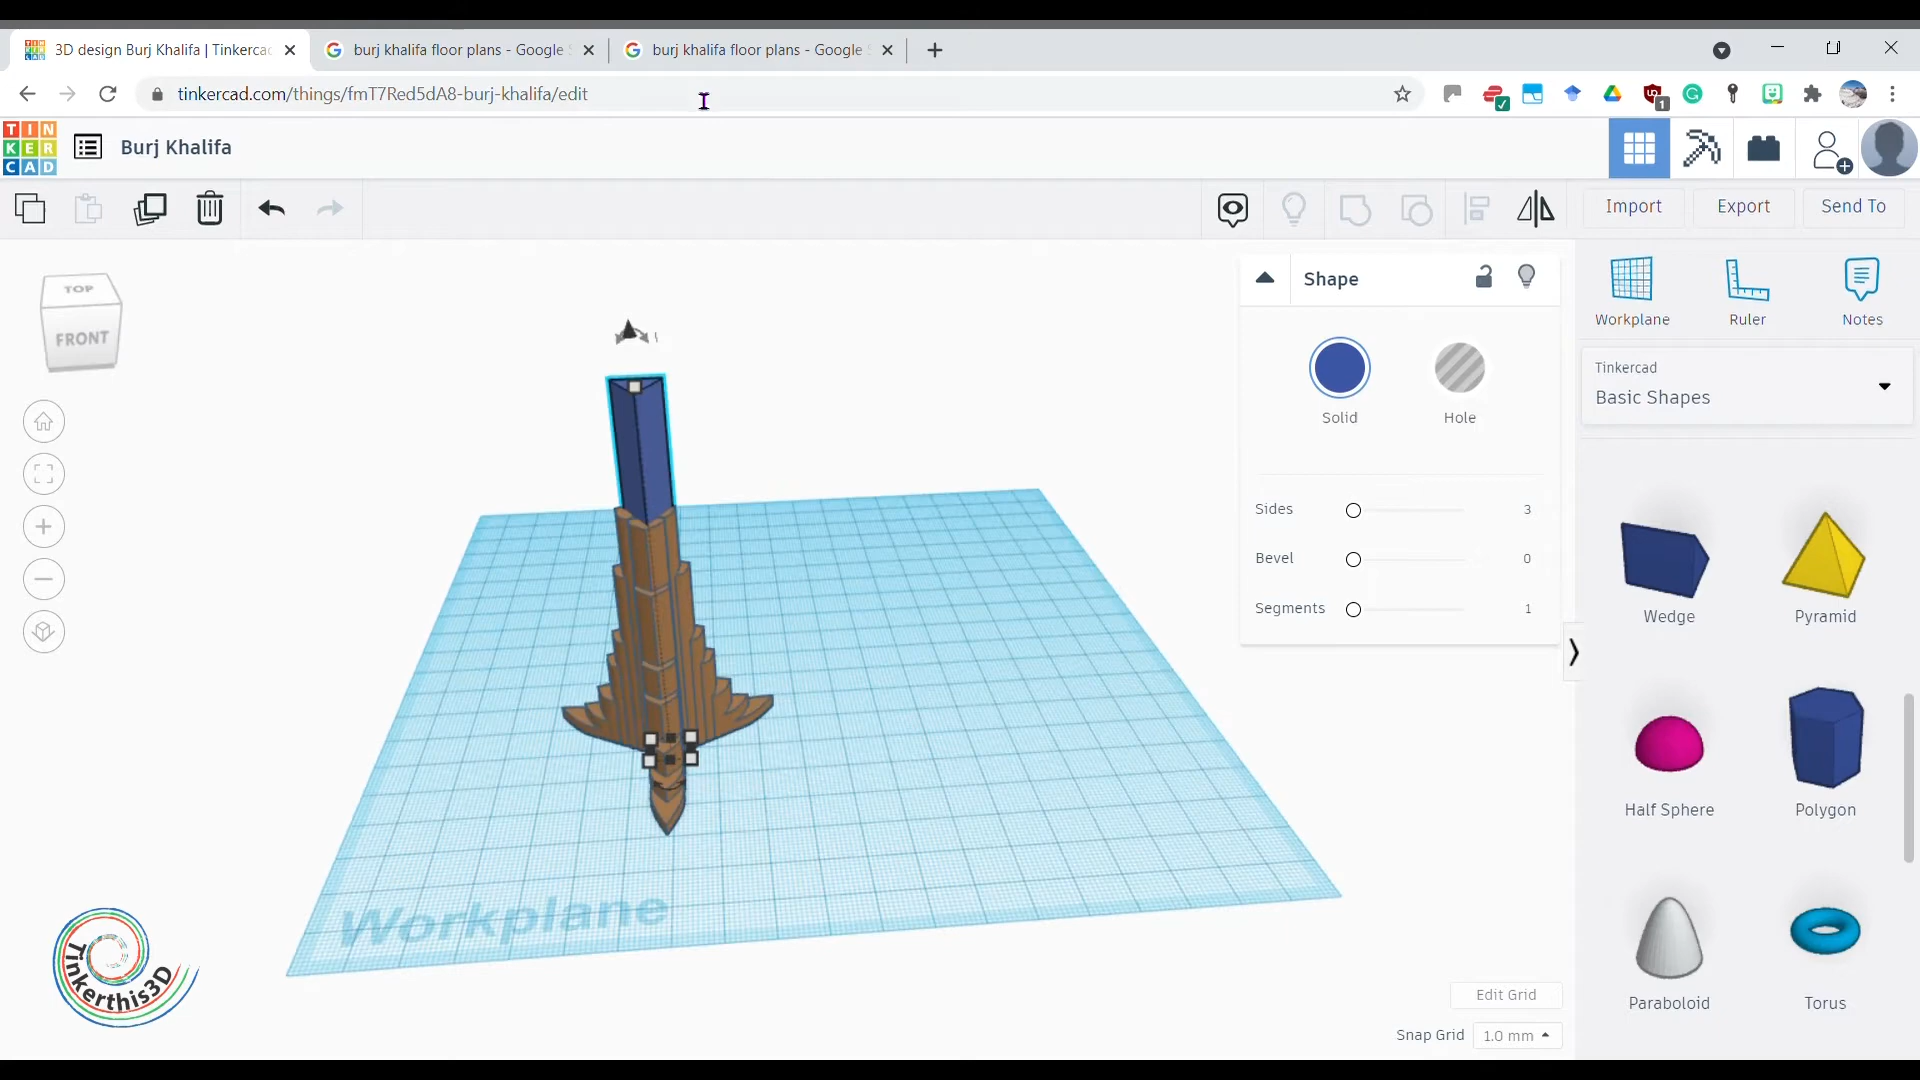 3D design Burj Khalifa | Tinkerca
burj khalifa floor plans - Google S
burj khalifa floor plans - Google S
tinkercad.com/things/fmT7Red5dA8-burj-khalifa/edit
1
TIN
KER
CAD
Burj Khalifa
Import
Export
Send To
TOP
FRONT
Shape
Solid
Hole
Sides
3
Bevel
0
Segments
1
Workplane
Ruler
Notes
Tinkercad
Basic Shapes
Wedge
Pyramid
Half Sphere
Polygon
Paraboloid
Torus
Workplane
Tinkerthis3D
Edit Grid
Snap Grid
1.0 mm